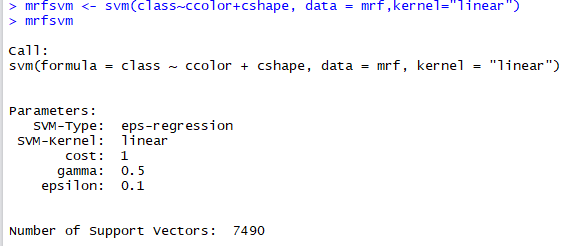 > mrfsvm <- svm(class~ccolor+cshape, data = mrf,kernel="linear")
> mrfsvm
Call:
svm(formula = class ~ ccolor + cshape, data = mrf, kernel = "linear")
Parameters:
SVM-Type: eps-regression
SVM-Kernel: linear
cost: 1
gamma: 0.5
epsilon: 0.1
Number of Support Vectors: 7490